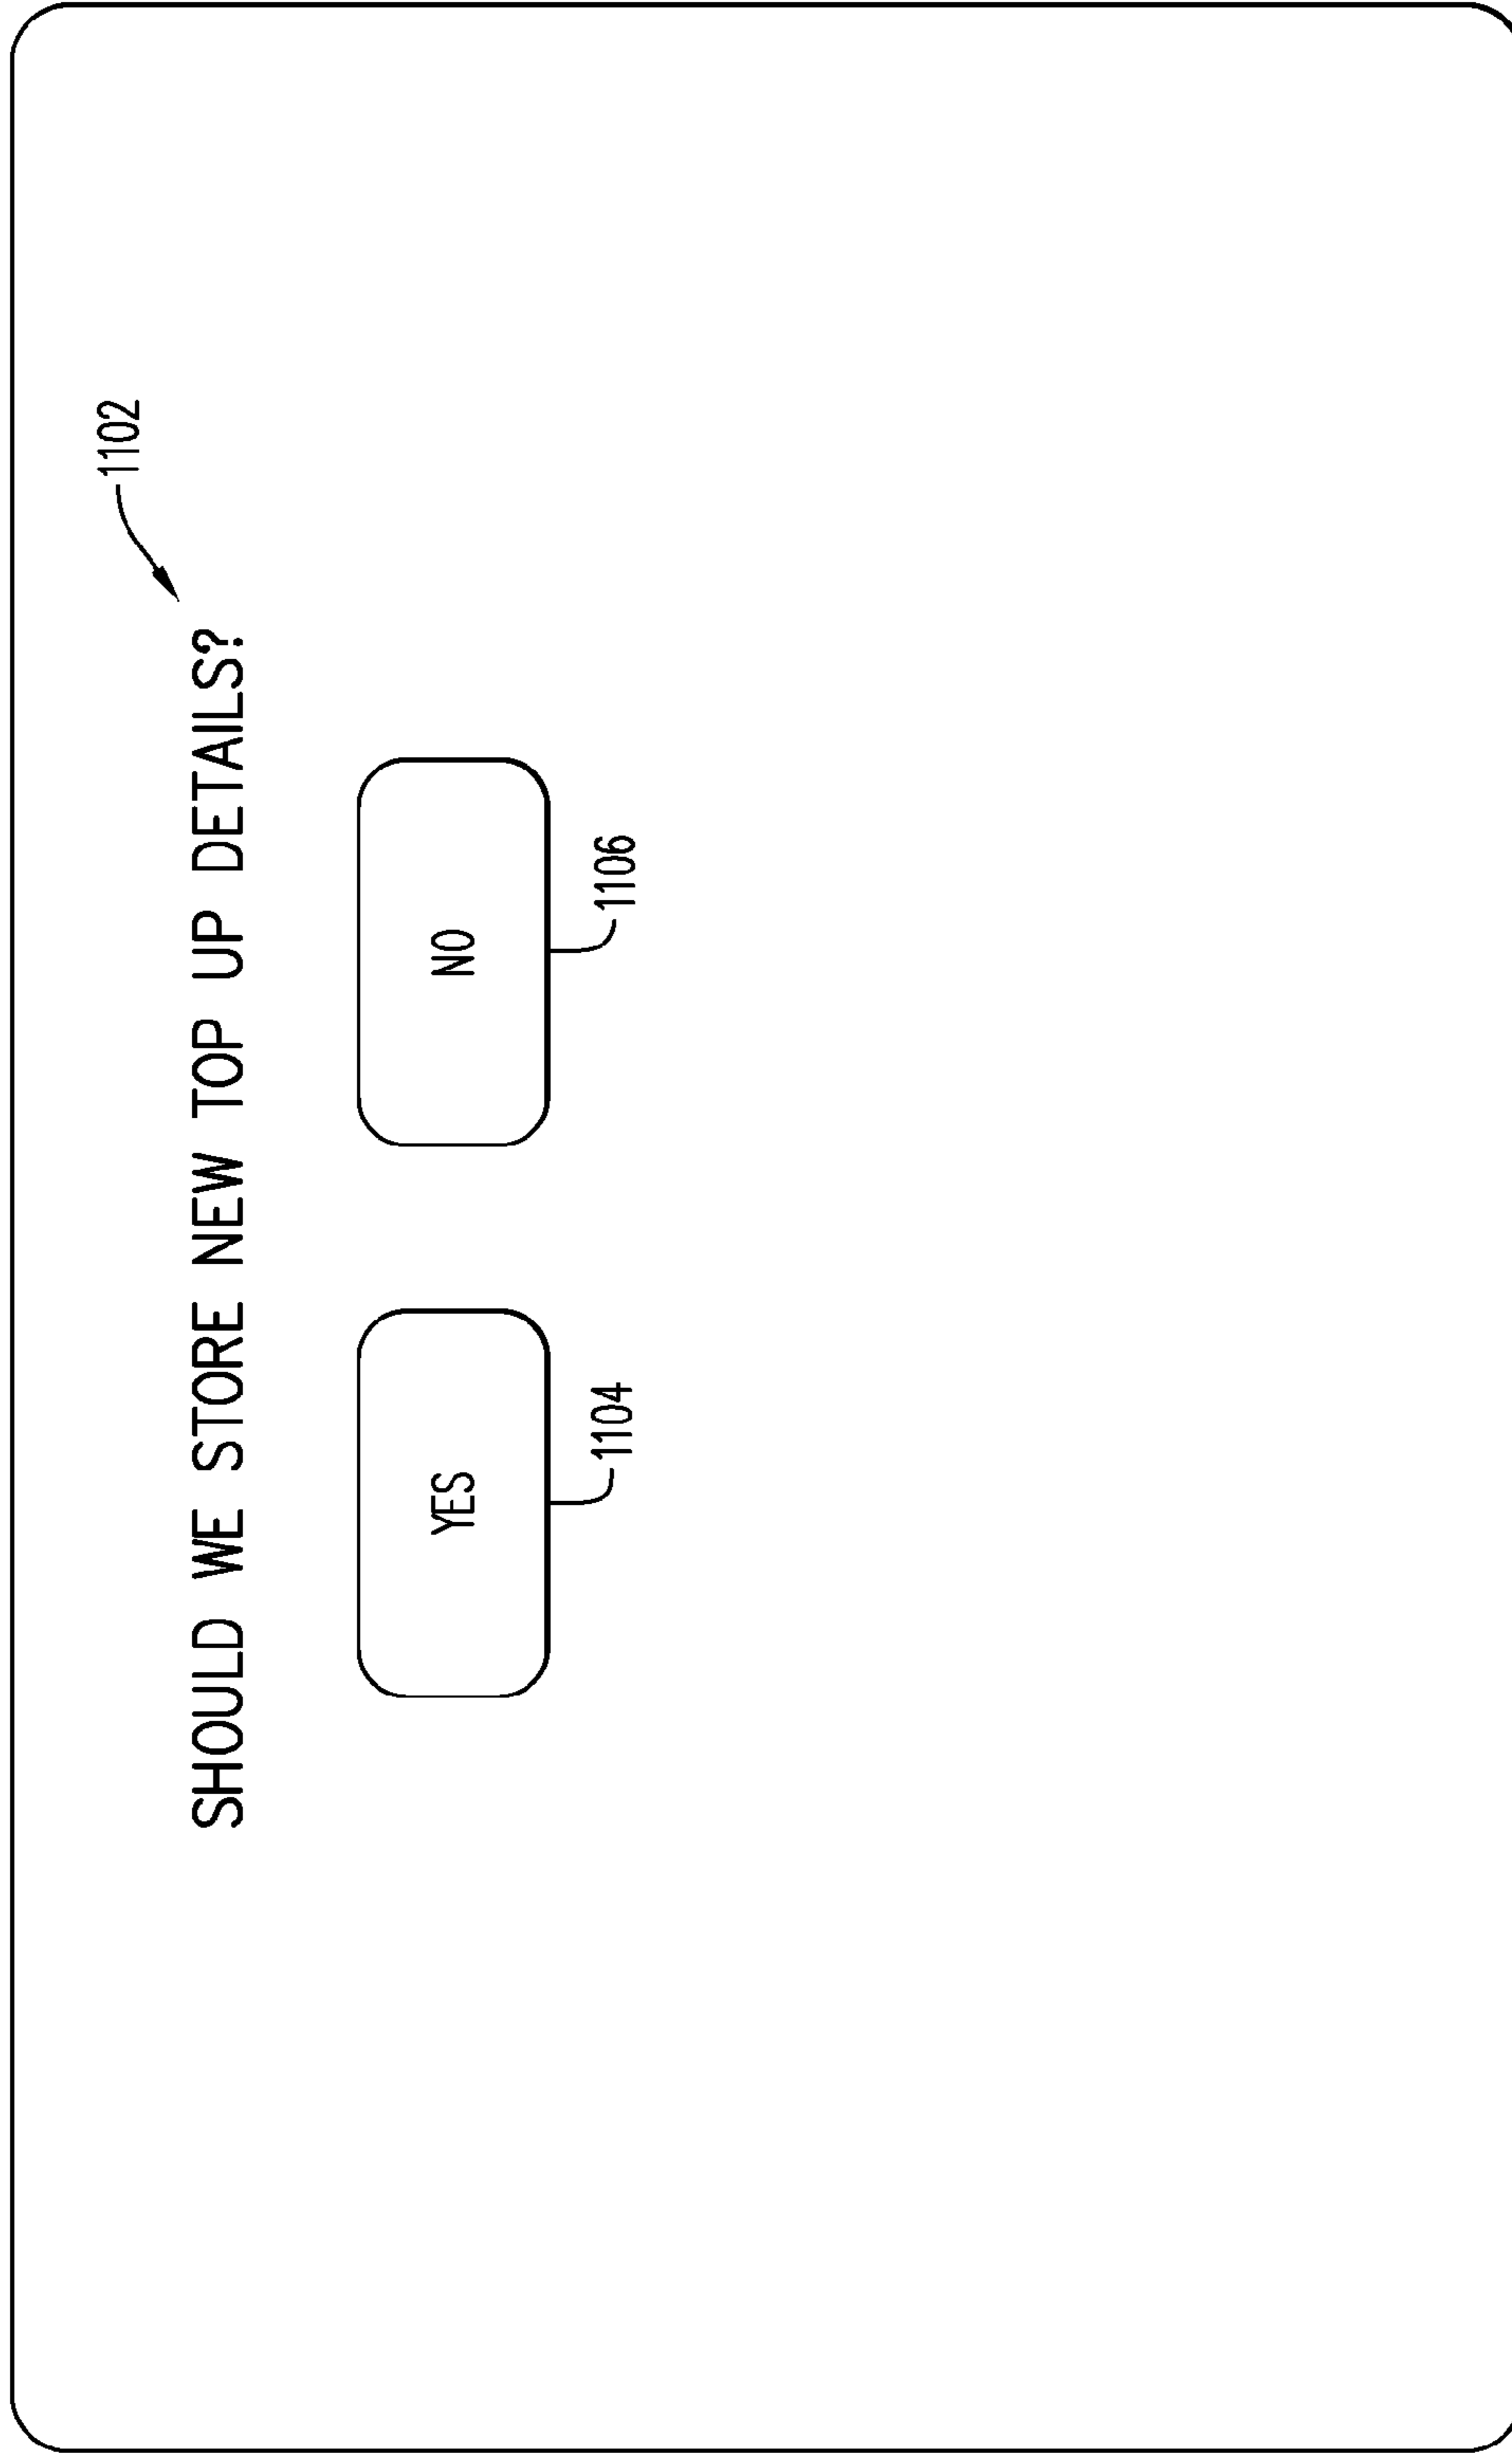 1102
SHOULD WE STORE NEW TOP UP DETAILS?
YES
NO
1104
1106